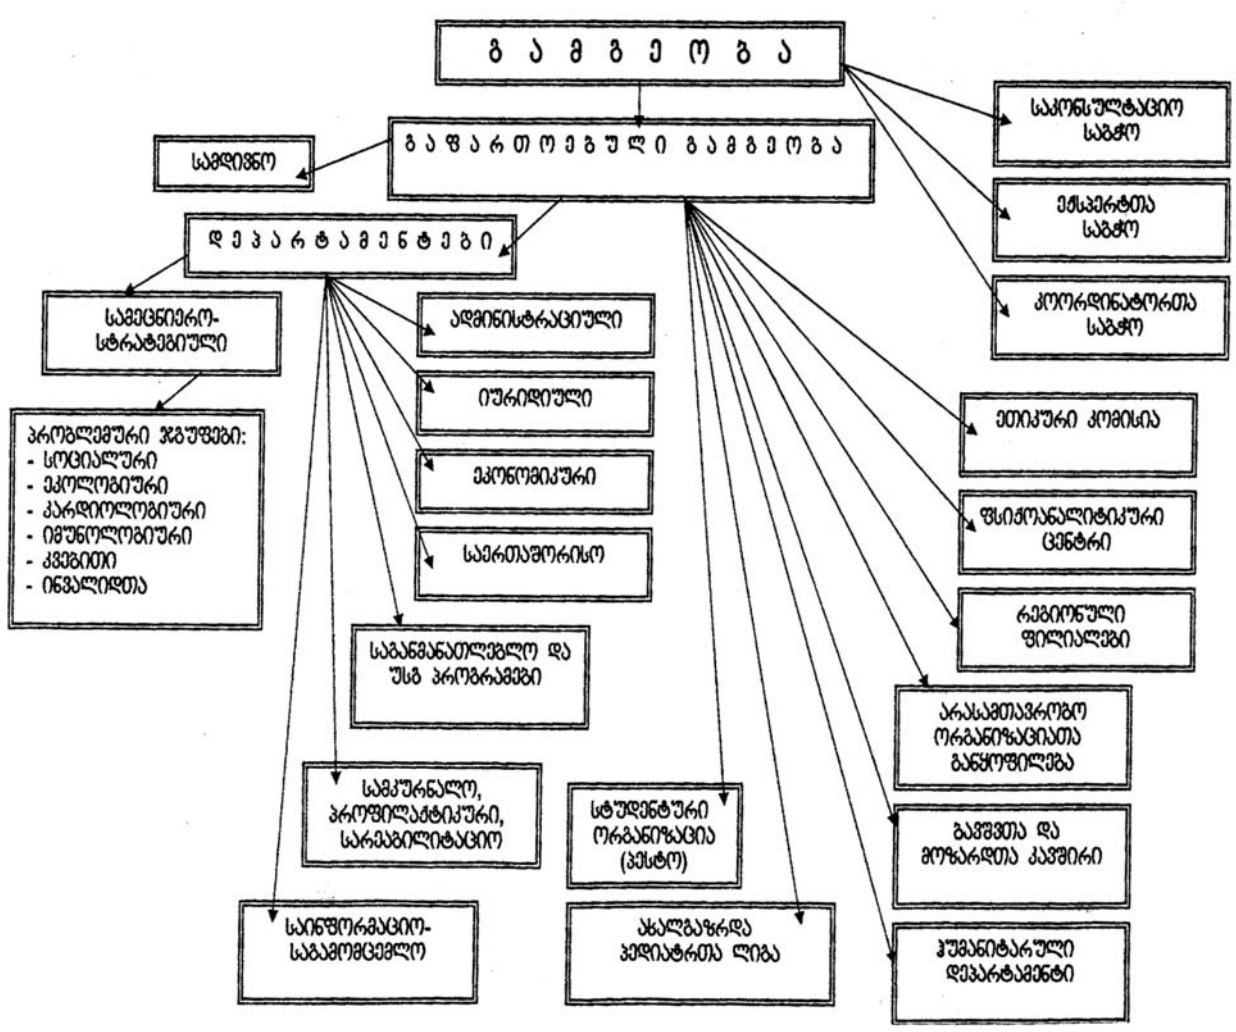 გ ა მ გ ე ო ბ ა
საკონსულტაციო
საბჭო
გ ა ფ ა რ თ ო ე ბ უ ლ ი გ ა მ გ ე ო ბ ა
სამდივნო
ექსპერტთა
საბჭო
დ ე პ ა რ ტ ა მ ე ნ ტ ე ბ ი
კოორდინატორთა
საბჭო
სამეცნიერო-
სტრატეგიული
ადმინისტრაციული
იურიდიული
ეთიკური კომისია
პრობლემური ჯგუფები:
- სოციალური
- ეკოლოგიური
- კარდიოლოგიური
- იმუნოლოგიური
- კვებითი
- ინვალიდთა
ეკონომიკური
ფსიქოანალიტიკური
ცენტრი
საერთაშორისო
რეგიონული
ფილიალები
საგანმანათლებლო და
უსგ პროგრამები
არასამთავრობო
ორგანიზაციათა
განყოფილება
სამკურნალო,
პროფილაქტიკური,
სარეაბილიტაციო
სტუდენტური
ორგანიზაცია
(პესტო)
ბავშვთა და
მოზარდთა კავშირი
საინფორმაციო-
საგამომცემლო
ახალგაზრდა
პედიატრთა ლიგა
ჰუმანიტარული
დეპარტამენტი